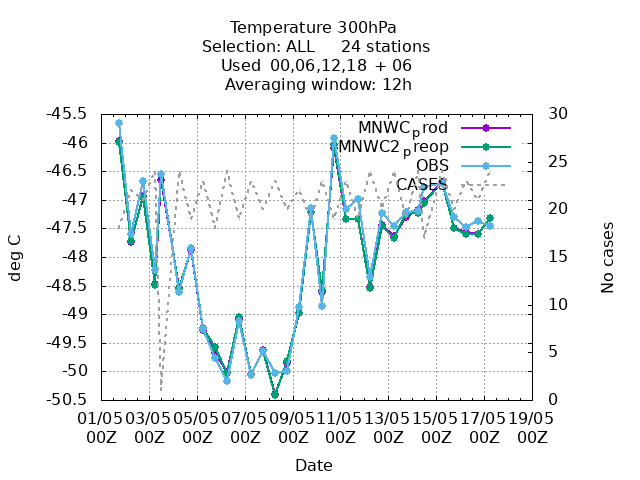 Temperature 300hPa
Selection: ALL 24 stations
Used 00,06,12,18 + 06
Averaging window: 12h
-45.5
-46
-46.5
-47
-47.5
-48
-48.5
-49
-49.5
-50
-50.5
deg C
30
25
20
15
10
5
0
No cases
MNWC_prod
MNWC2_preop
OBS
CASES
01/05 03/05 05/05 07/05 09/05 11/05 13/05 15/05 17/05 19/05
00Z 00Z 00Z 00Z 00Z 00Z 00Z 00Z 00Z 00Z
Date